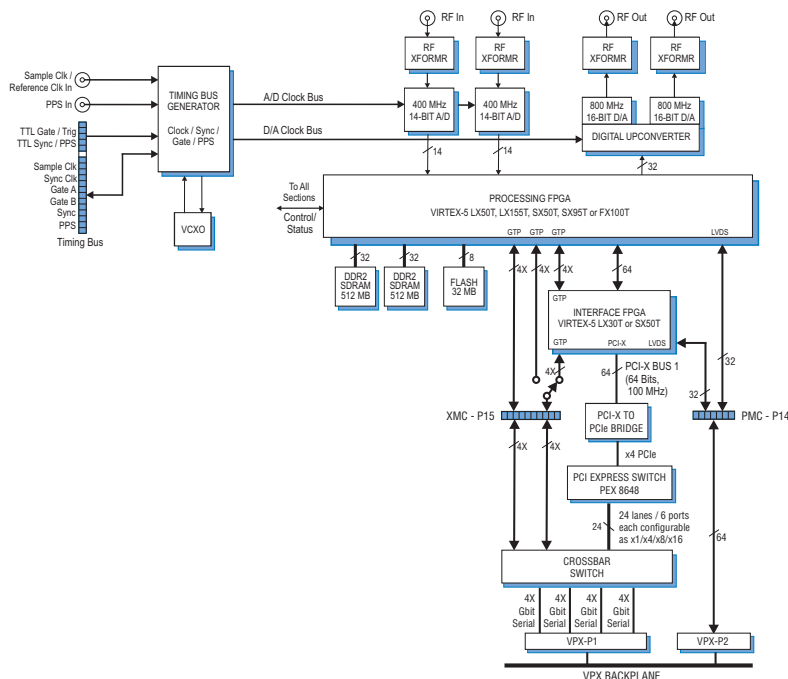 RF In
RF In
RF Out
RF Out
RF
XFORMR
RF
XFORMR
RF
XFORMR
RF
XFORMR
Sample Clk /
Reference Clk In
PPS In
TTL Gate / Trig
TTL Sync / PPS
Sample Clk
Sync Clk
Gate A
Gate B
Sync
PPS
Timing Bus
TIMING BUS
GENERATOR
Clock / Sync /
Gate / PPS
VCXO
A/D Clock Bus
D/A Clock Bus
400 MHz
14-BIT A/D
400 MHz
14-BIT A/D
800 MHz
16-BIT D/A
800 MHz
16-BIT D/A
DIGITAL UPCONVERTER
14
14
32
To All
Sections
Control/
Status
PROCESSING FPGA
VIRTEX-5 LX50T, LX155T, SX50T, SX95T or FX100T
GTP
GTP
GTP
LVDS
32
32
8
4X
4X
4X
64
DDR2
SDRAM
512 MB
DDR2
SDRAM
512 MB
FLASH
32 MB
GTP
INTERFACE FPGA
VIRTEX-5 LX30T or SX50T
GTP
PCI-X
LVDS
4X
64
PCI-X BUS 1
(64 Bits,
100 MHz)
32
32
XMC - P15
PMC - P14
PCI-X TO
PCIe BRIDGE
4X
4X
x4 PCIe
PCI EXPRESS SWITCH
PEX 8648
24
24 lanes / 6 ports
each configurable
as x1/x4/x8/x16
64
CROSSBAR
SWITCH
4X
Gbit
Serial
4X
Gbit
Serial
4X
Gbit
Serial
4X
Gbit
Serial
VPX-P1
VPX-P2
VPX BACKPLANE